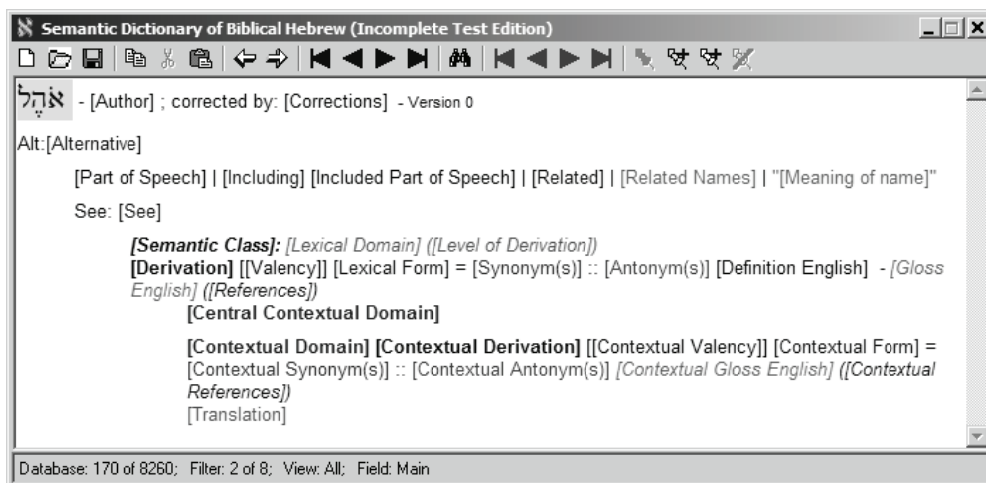 Semantic Dictionary of Biblical Hebrew (Incomplete Test Edition)
אֹהֶל - [Author] ; corrected by: [Corrections] - Version 0
Alt:[Alternative]
[Part of Speech] | [Including] [Included Part of Speech] | [Related] | [Related Names] | "[Meaning of name]"
See: [See]
[Semantic Class]: [Lexical Domain] ([Level of Derivation])
[Derivation] [[Valency]] [Lexical Form] = [Synonym(s)] :: [Antonym(s)] [Definition English] - [Gloss
English] ([References])
[Central Contextual Domain]
[Contextual Domain] [Contextual Derivation] [[Contextual Valency]] [Contextual Form] =
[Contextual Synonym(s)] :: [Contextual Antonym(s)] [Contextual Gloss English] ([Contextual
References])
[Translation]
Database: 170 of 8260; Filter: 2 of 8; View: All; Field: Main